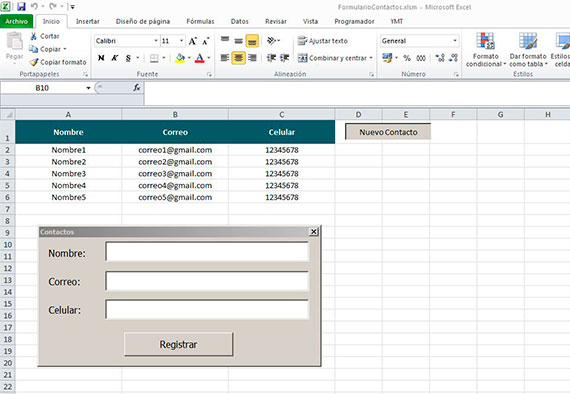 FormularioContactos.xlsm - Microsoft Excel
Archivo Inicio Insertar Diseño de página Fórmulas Datos Revisar Vista Programador YMT
Pegar
Cortar
Copiar
Copiar formato
Portapapeles
Calibri 11
N K S
Fuente
Ajustar texto
Combinar y centrar
Alineación
General
% 000
Número
Formato condicional
Dar formato como tabla
Estilos celd
Estilos
B10 fx
A B C D E F G H
1 Nombre Correo Celular Nuevo Contacto
2 Nombre1 correo1@gmail.com 12345678
3 Nombre2 correo2@gmail.com 12345678
4 Nombre3 correo3@gmail.com 12345678
5 Nombre4 correo4@gmail.com 12345678
6 Nombre5 correo5@gmail.com 12345678
7
8
9 Contactos
10
11 Nombre:
12
13 Correo:
14
15
16 Celular:
17
18
19 Registrar
20
21
22